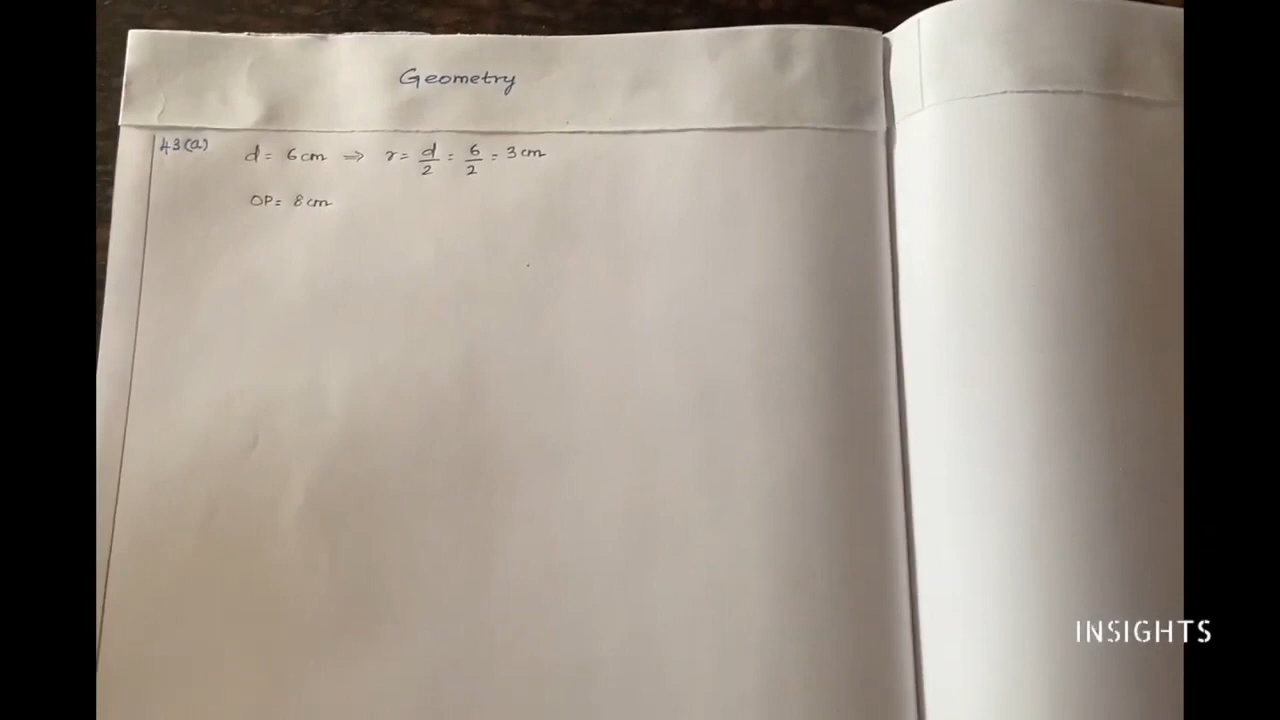 Geometry
43(a) d = 6cm ⇒ r = d/2 = 6/2 = 3cm
OP = 8cm
INSIGHTS